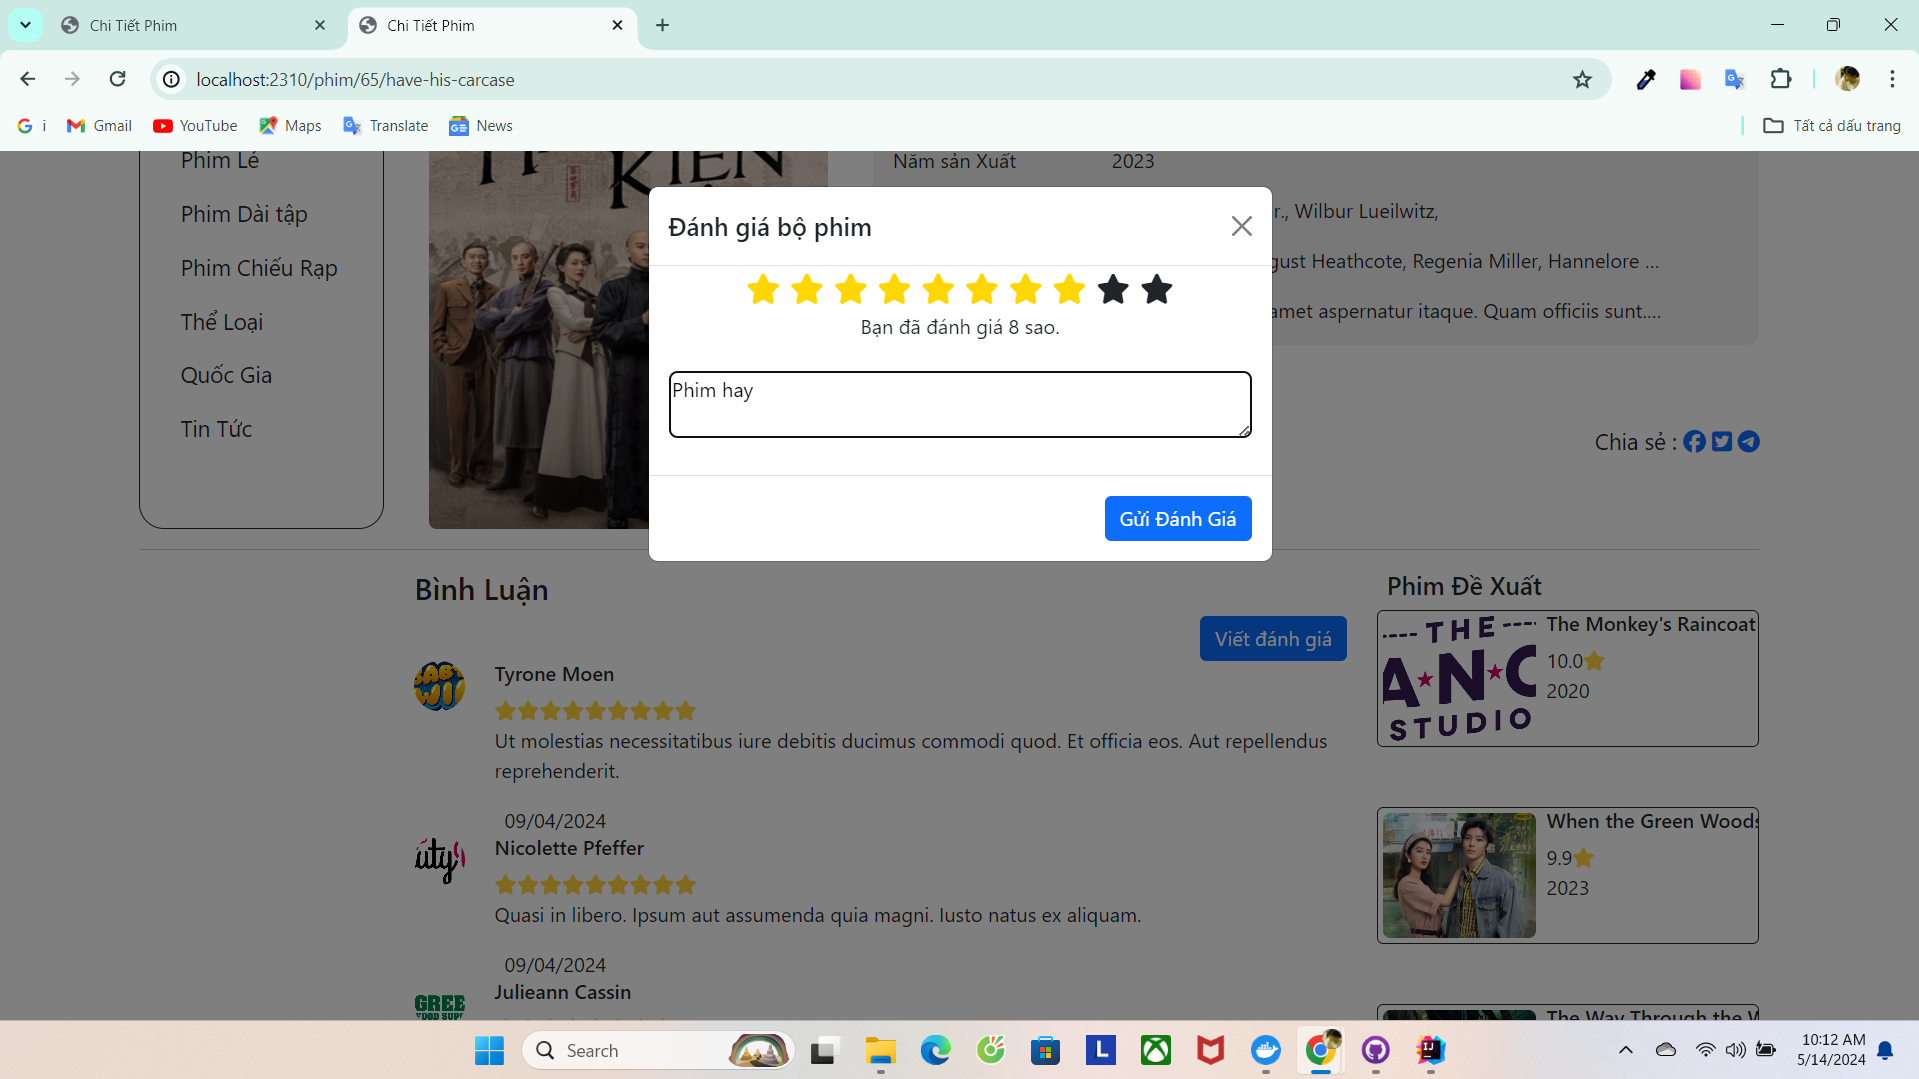 Chi Tiết Phim
Chi Tiết Phim
localhost:2310/phim/65/have-his-carcase
i
Gmail
YouTube
Maps
Translate
News
Tất cả dấu trang
Phim Lẻ
Phim Dài tập
Phim Chiếu Rạp
Thể Loại
Quốc Gia
Tin Tức
KIẾN
Năm sản Xuất 2023
r., Wilbur Lueilwitz,
gust Heathcote, Regenia Miller, Hannelore ...
amet aspernatur itaque. Quam officiis sunt....
Chia sẻ :
Đánh giá bộ phim
Bạn đã đánh giá 8 sao.
Phim hay
Gửi Đánh Giá
Bình Luận
Viết đánh giá
Tyrone Moen
Ut molestias necessitatibus iure debitis ducimus commodi quod. Et officia eos. Aut repellendus
reprehenderit.
09/04/2024
Nicolette Pfeffer
Quasi in libero. Ipsum aut assumenda quia magni. Iusto natus ex aliquam.
09/04/2024
Julieann Cassin
GREE
Phim Đề Xuất
THE
A★N★C
STUDIO
The Monkey's Raincoat
10.0
2020
When the Green Woods
9.9
2023
The Way Through the W
Search
10:12 AM
5/14/2024